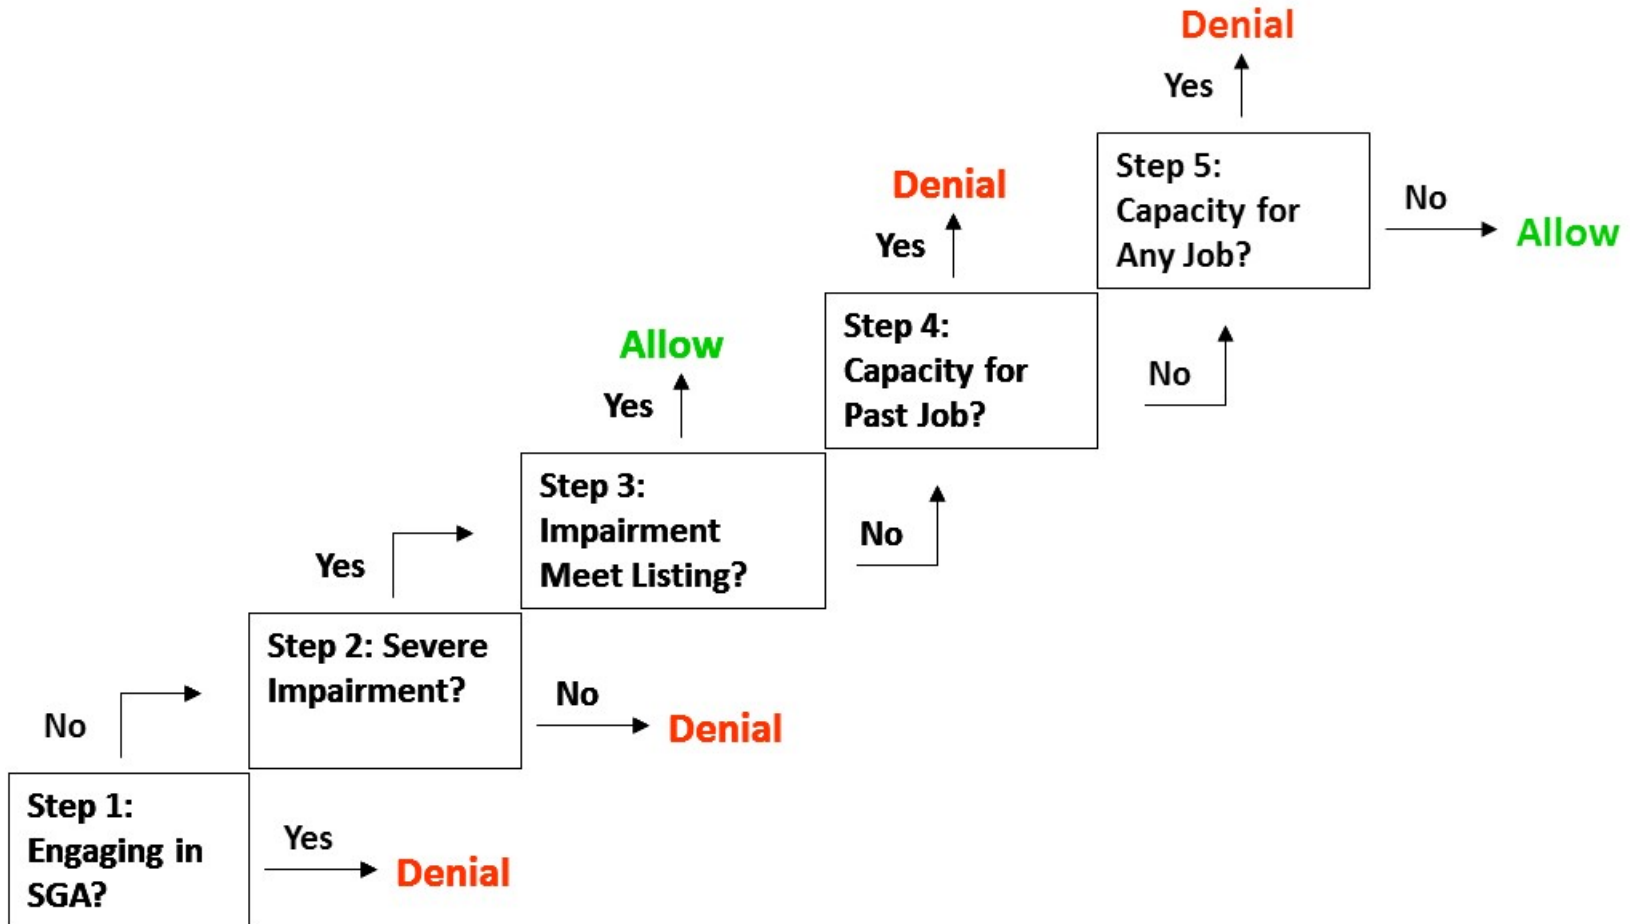 Denial
Yes
Step 5:
Capacity for
Any Job?
No
Allow
Denial
Yes
Step 4:
Capacity for
Past Job?
No
Allow
Yes
Step 3:
Impairment
Meet Listing?
No
Yes
Step 2: Severe
Impairment?
No
Denial
No
Step 1:
Engaging in
SGA?
Yes
Denial